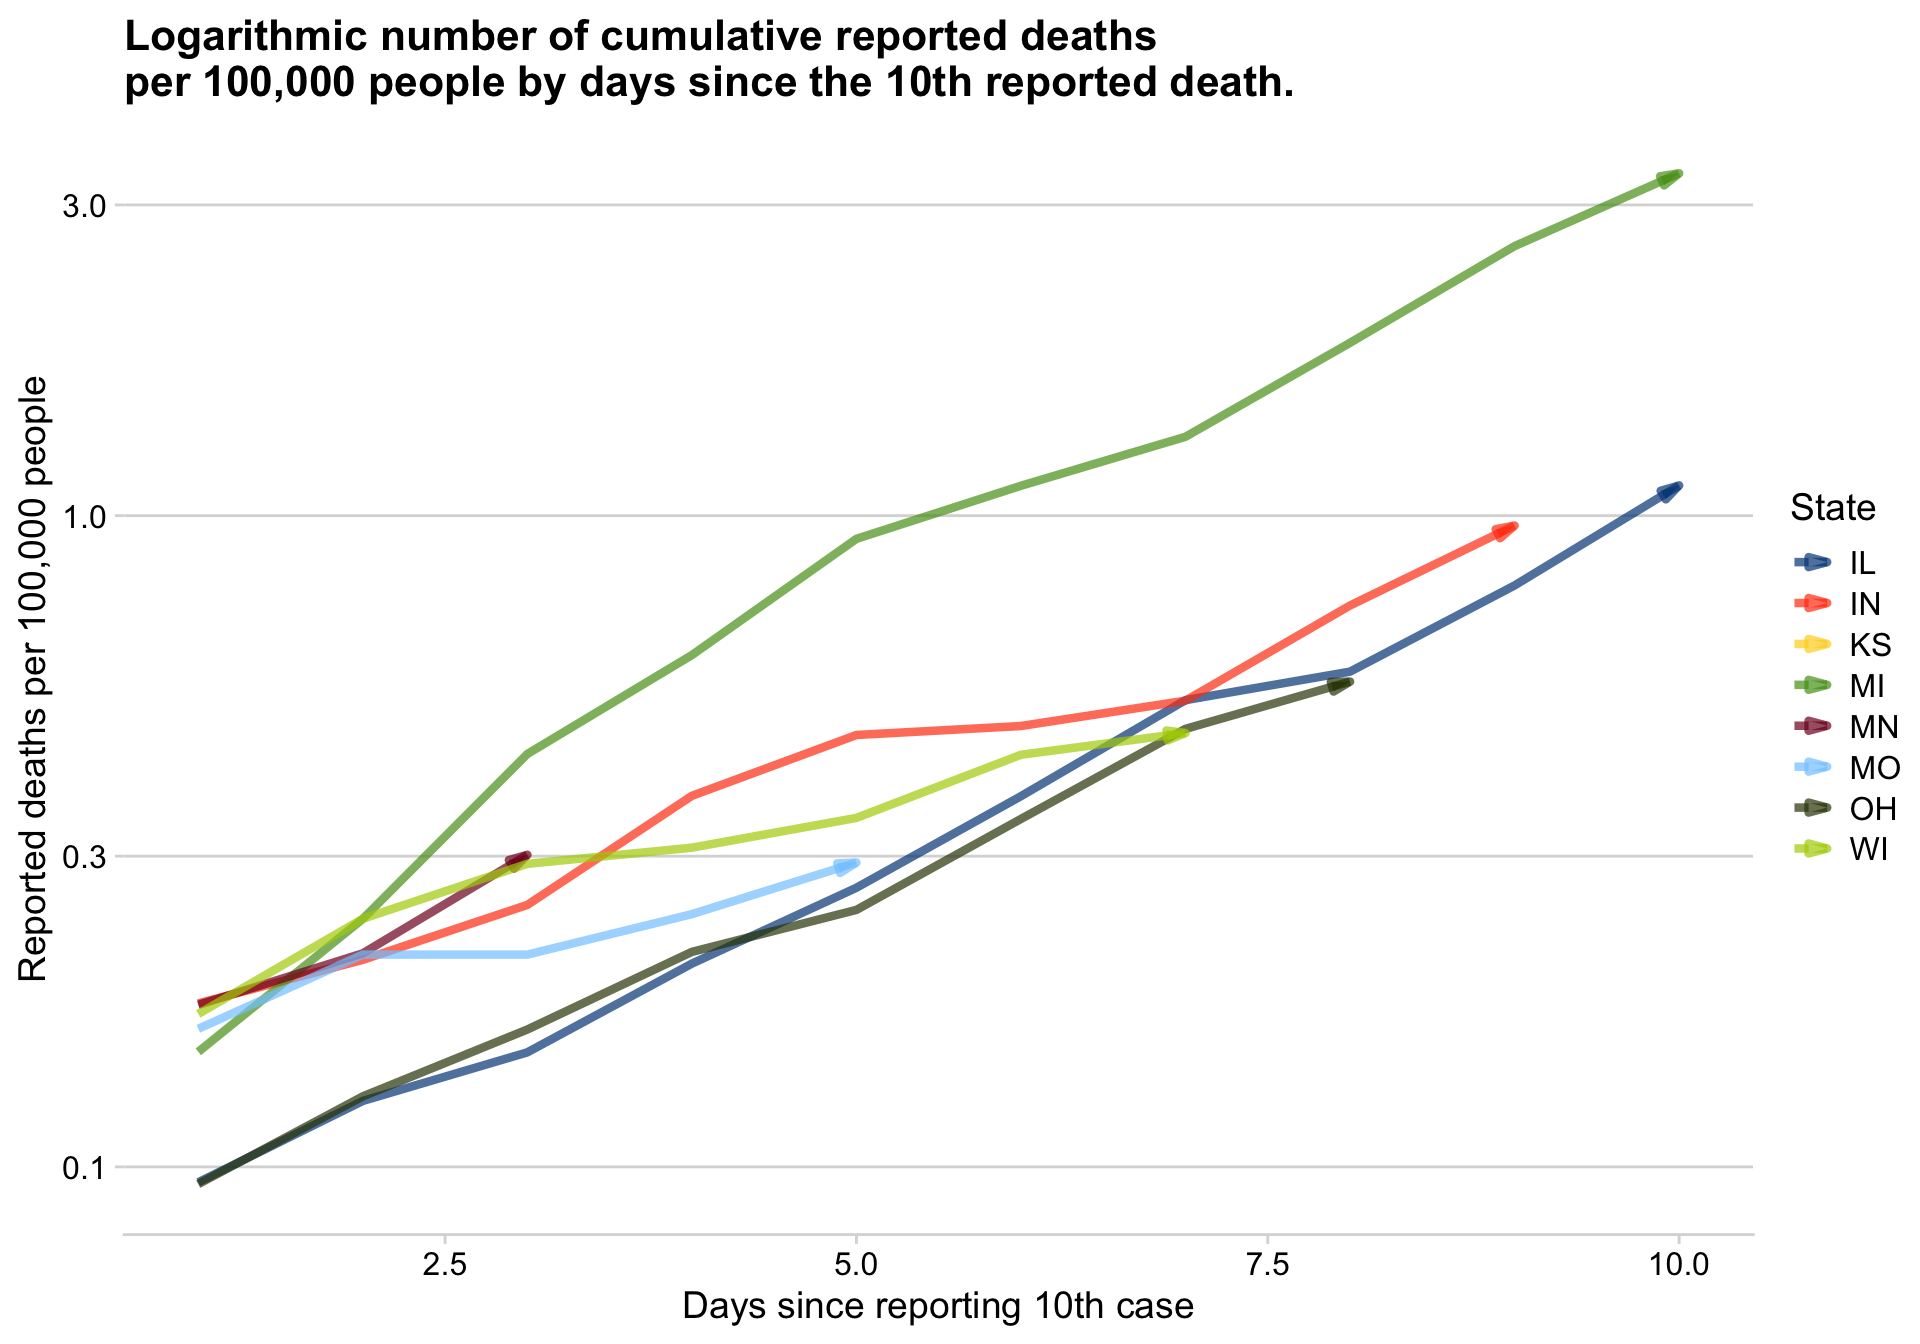 Logarithmic number of cumulative reported deaths
per 100,000 people by days since the 10th reported death.
Reported deaths per 100,000 people
3.0
1.0
0.3
0.1
2.5 5.0 7.5 10.0
Days since reporting 10th case
State
IL
IN
KS
MI
MN
MO
OH
WI